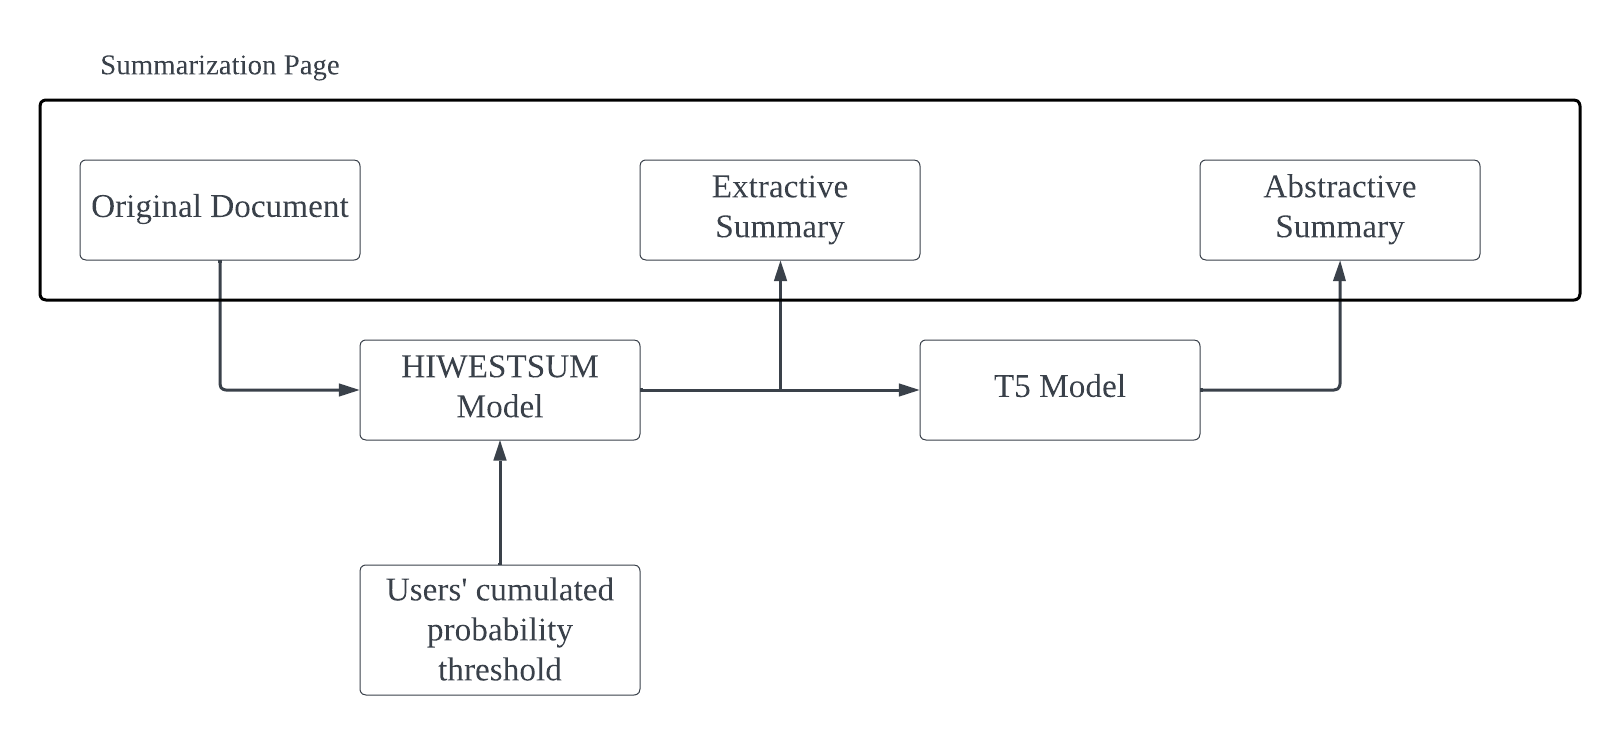 Summarization Page
Original Document
Extractive
Summary
Abstractive
Summary
HIWESTSUM
Model
T5 Model
Users' cumulated
probability
threshold